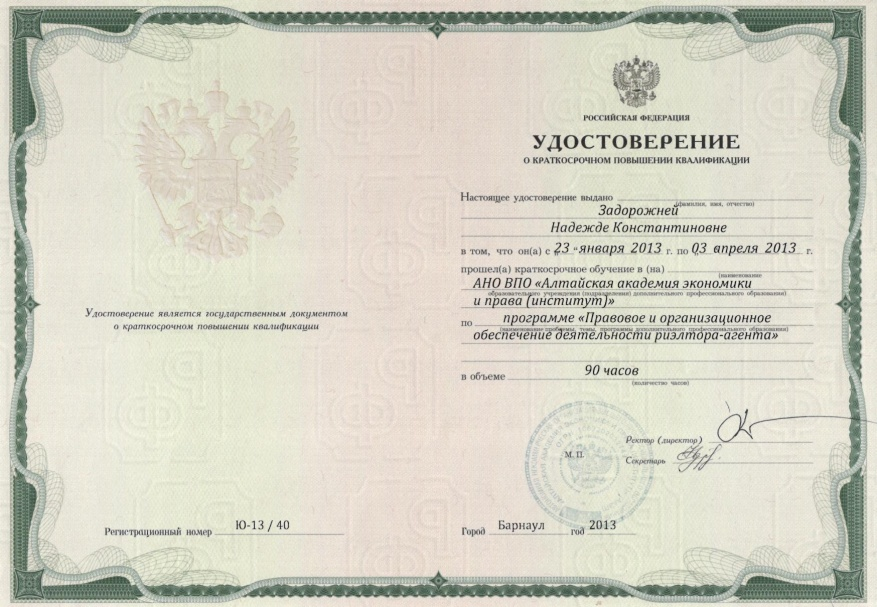 Удостоверение является государственным документом
о краткосрочном повышении квалификации
Регистрационный номер Ю-13 / 40
РОССИЙСКАЯ ФЕДЕРАЦИЯ
УДОСТОВЕРЕНИЕ
О КРАТКОСРОЧНОМ ПОВЫШЕНИИ КВАЛИФИКАЦИИ
Настоящее удостоверение выдано
(фамилия, имя, отчество)
Задорожней
Надежде Константиновне
в том, что он(а) с „23 “ января 2013 г. по „03 апреля 2013 г.
прошел(а) краткосрочное обучение в (на)
(наименование
АНО ВПО «Алтайская академия экономики
образовательного учреждения (подразделения) дополнительного профессионального образования)
и права (институт)»
по программе «Правовое и организационное
(наименование проблемы, темы, программы дополнительного профессионального образования)
обеспечение деятельности риэлтора-агента»
в объеме 90 часов
(количество часов)
Ректор (директор)
М. П.
Секретарь
Город Барнаул год 2013